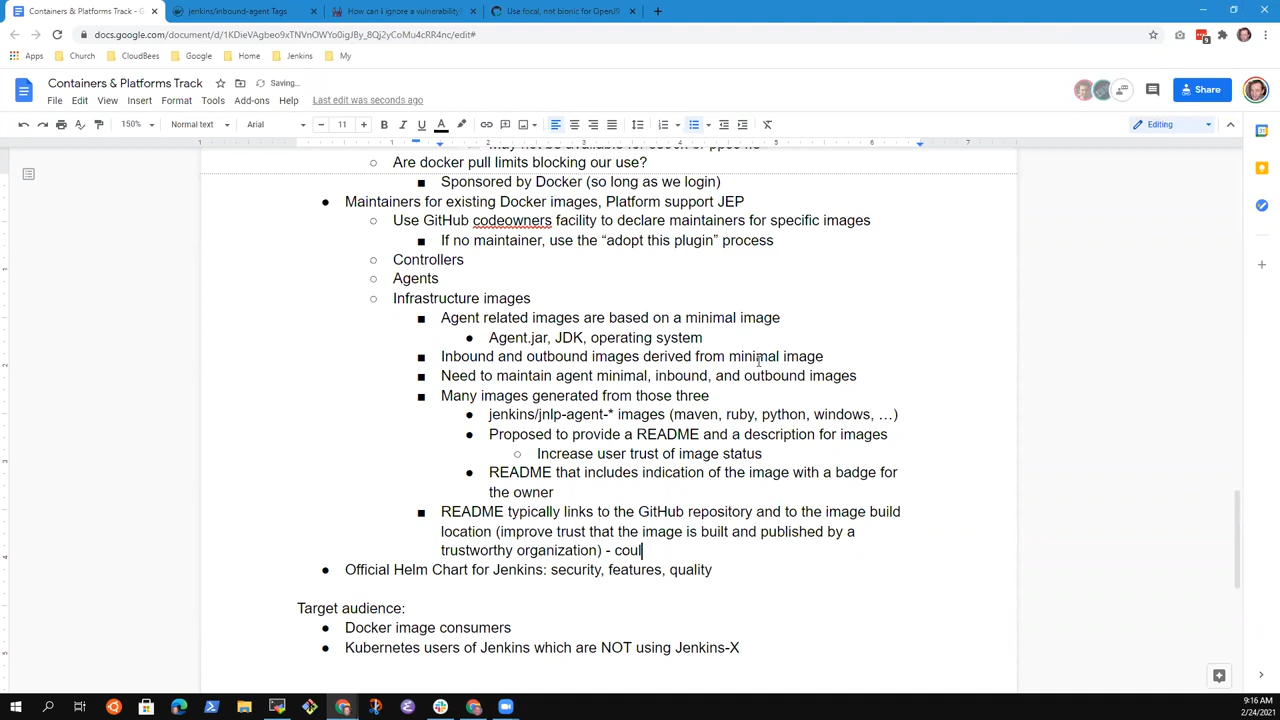 Containers & Platforms Track - G
jenkins/inbound-agent Tags
How can i ignore a vulnerability
Use focal, not bionic for OpenJ9
docs.google.com/document/d/1KDieVAgbeo9xTNVnOWYo0igJ8y_8Qj2yCoMu4cRR4nc/edit#
9
Apps Church CloudBees Google Home Jenkins My
Containers & Platforms Track
Saving...
File Edit View Insert Format Tools Add-ons Help Last edit was seconds ago
Share
150% Normal text Arial 11 B I U A Editing
1 1 2 3 4 5 6 7
○ Are docker pull limits blocking our use?
■ Sponsored by Docker (so long as we login)
● Maintainers for existing Docker images, Platform support JEP
○ Use GitHub codeowners facility to declare maintainers for specific images
■ If no maintainer, use the “adopt this plugin” process
○ Controllers
○ Agents
○ Infrastructure images
■ Agent related images are based on a minimal image
● Agent.jar, JDK, operating system
■ Inbound and outbound images derived from minimal image
■ Need to maintain agent minimal, inbound, and outbound images
■ Many images generated from those three
● jenkins/jnlp-agent-* images (maven, ruby, python, windows, …)
● Proposed to provide a README and a description for images
○ Increase user trust of image status
● README that includes indication of the image with a badge for
the owner
■ README typically links to the GitHub repository and to the image build
location (improve trust that the image is built and published by a
trustworthy organization) - coul
● Official Helm Chart for Jenkins: security, features, quality
Target audience:
● Docker image consumers
● Kubernetes users of Jenkins which are NOT using Jenkins-X
9:16 AM
2/24/2021